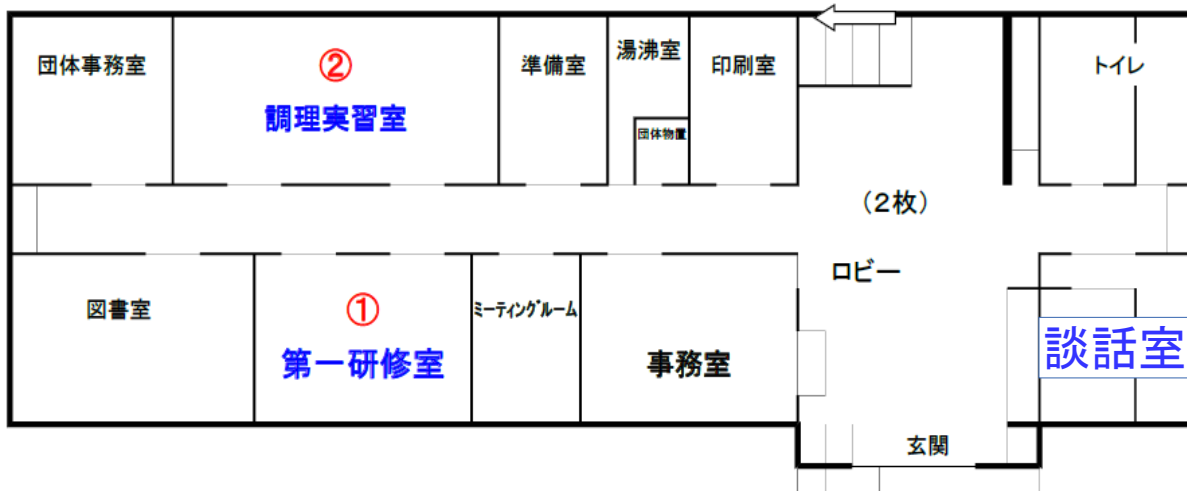 団体事務室
②
調理実習室
準備室
湯沸室
団体物置
印刷室
トイレ
(2枚)
ロビー
図書室
①
第一研修室
ミーティングルーム
事務室
談話室
玄関